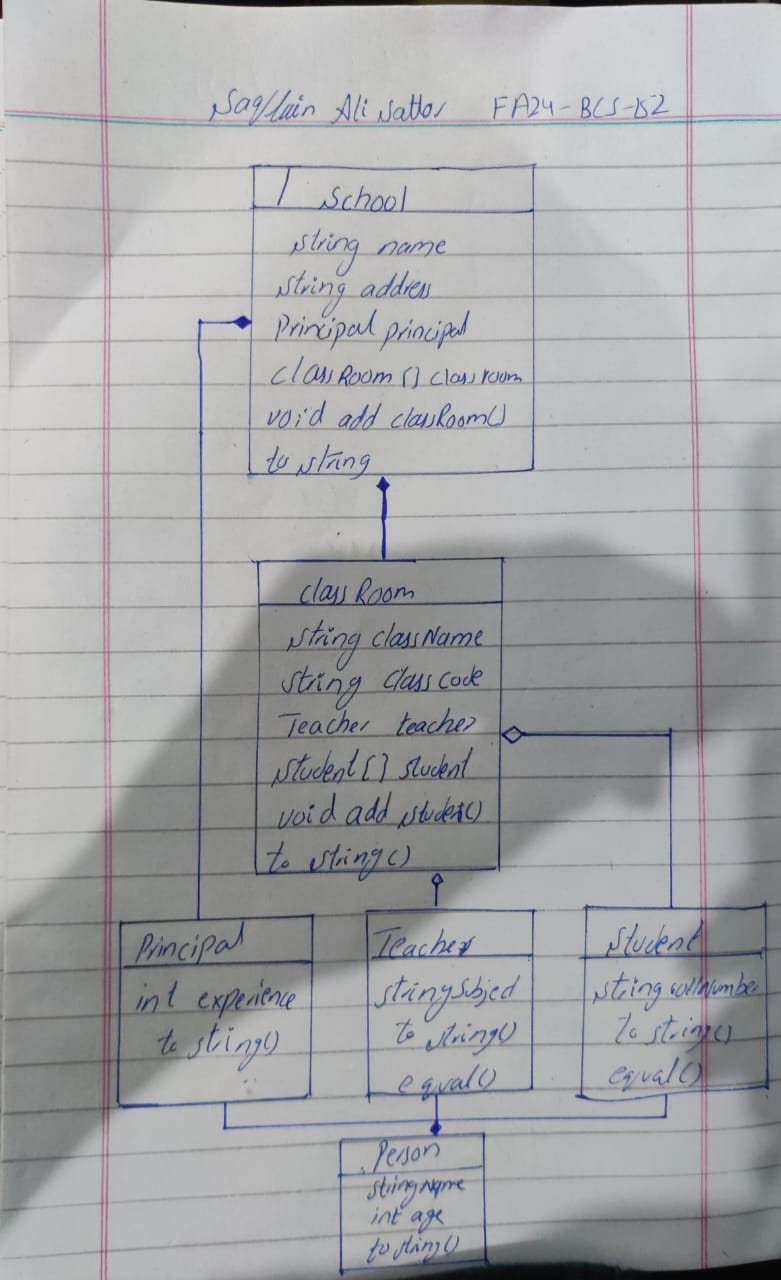 Saqlain Ali Sattar FA24-BCS-152
School
string name
string address
Principal principal
classRoom [] classroom
void add classRoom()
to string
class Room
string className
string class code
Teacher teacher
student [] student
void add student()
to string()
Principal
int experience
to string()
Teacher
string subject
to string()
equal()
Student
string rollNumber
to string()
equal()
Person
string name
int age
to string()